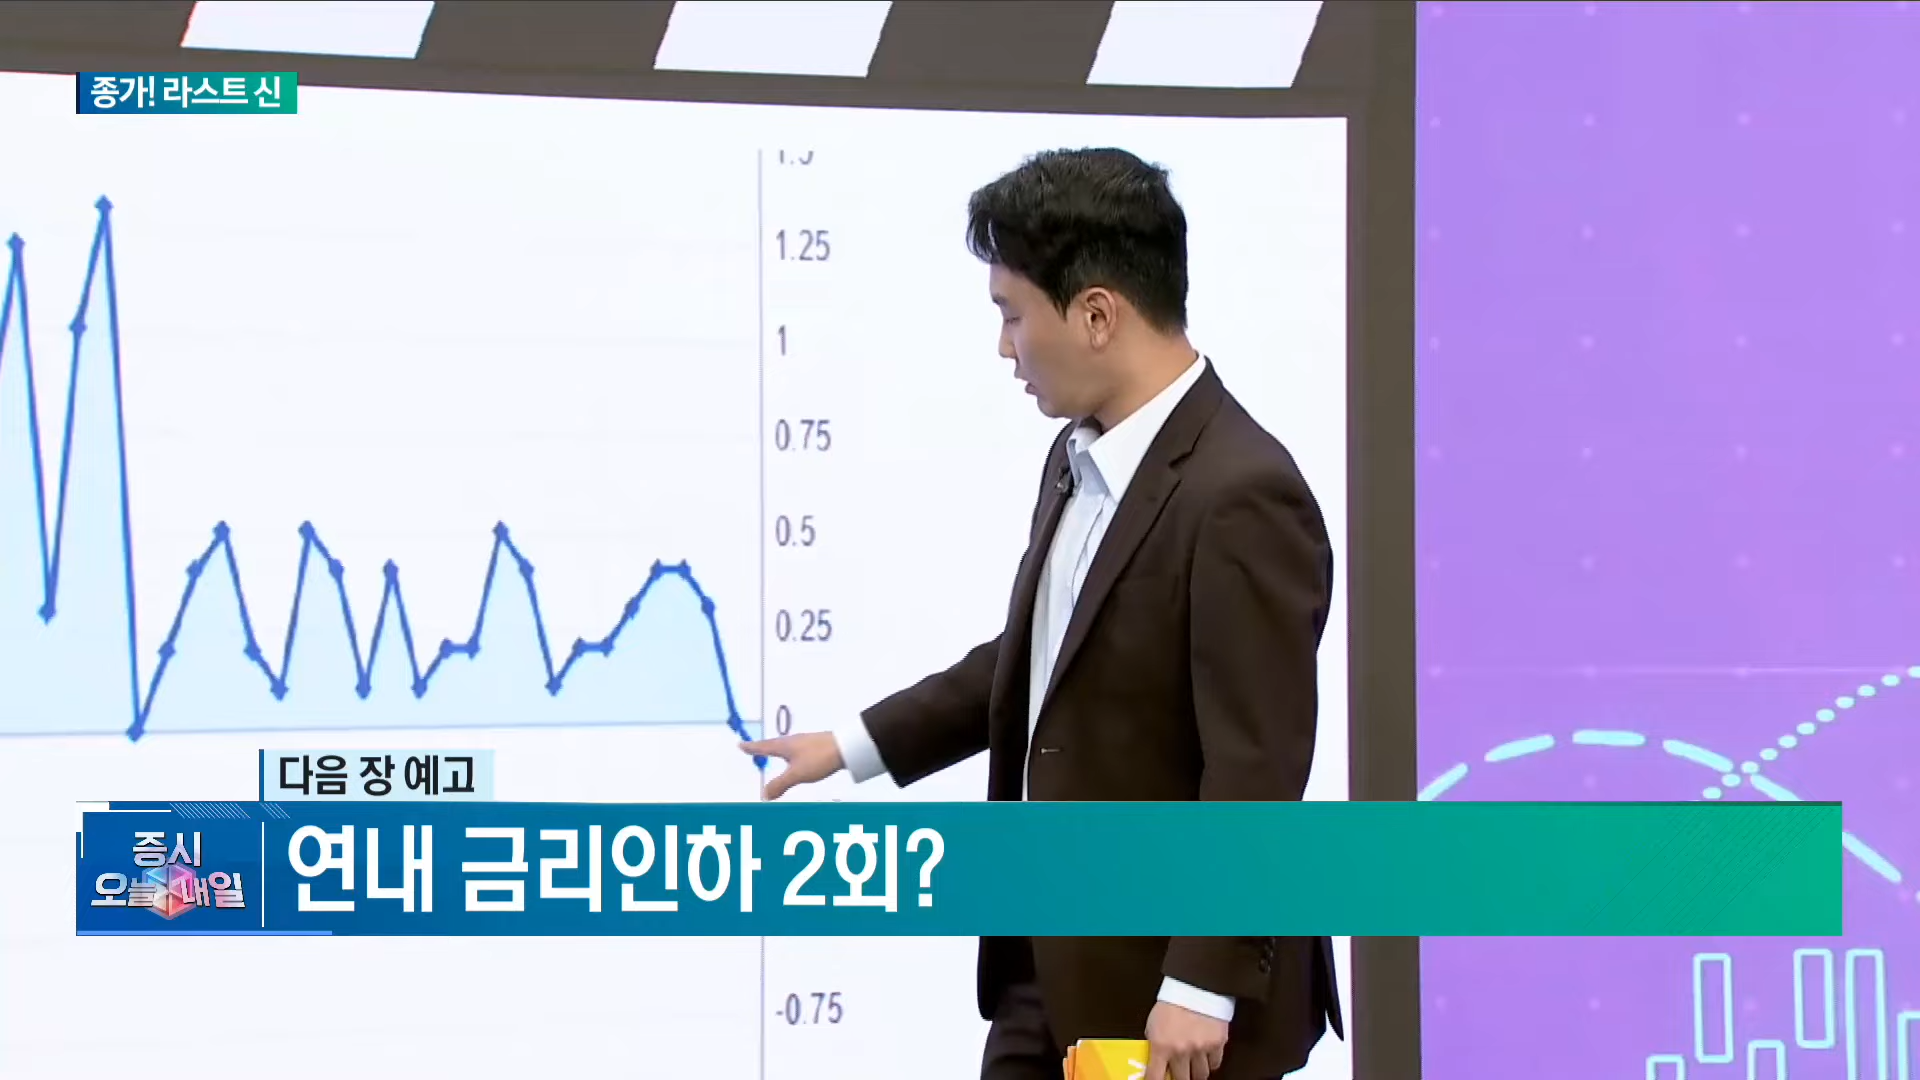 종가! 라스트 신
1.25
1
0.75
0.5
0.25
0
-0.75
다음 장 예고
증시
오늘 내일
연내 금리인하 2회?